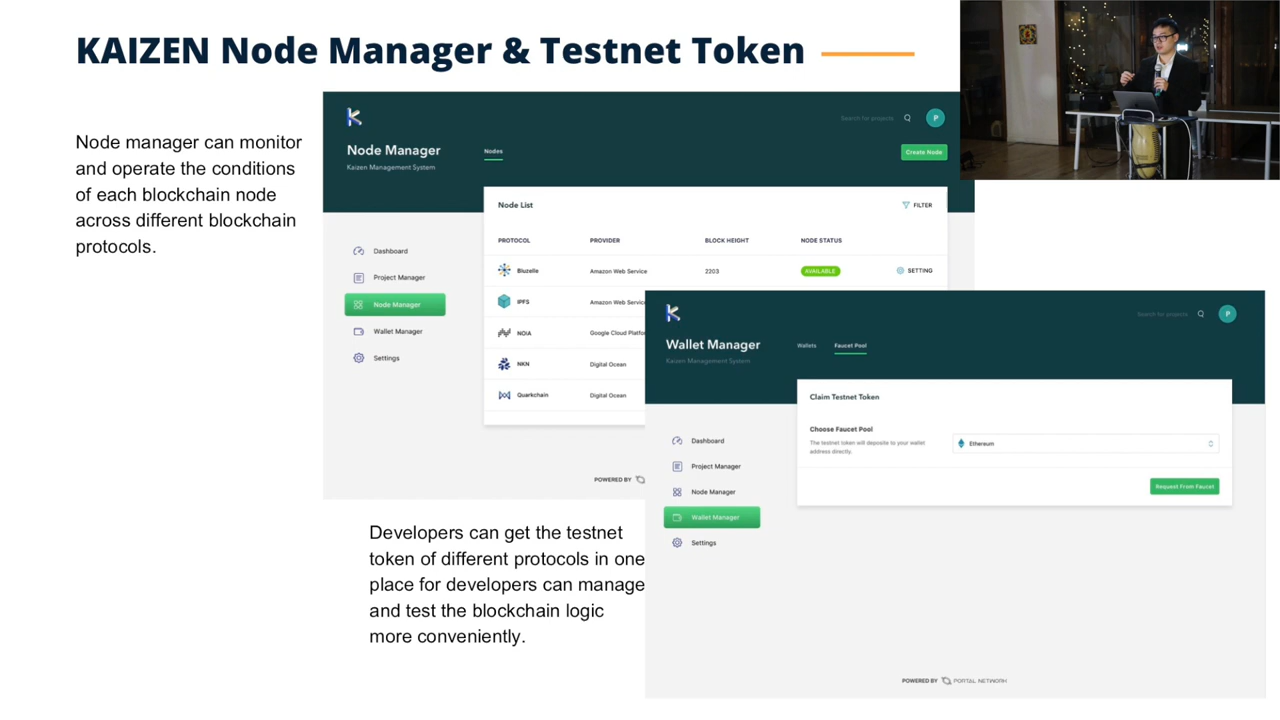 KAIZEN Node Manager & Testnet Token
Node manager can monitor
and operate the conditions
of each blockchain node
across different blockchain
protocols.
Search for projects
P
Node Manager
Kaizen Management System
Nodes
Create Node
Node List
FILTER
PROTOCOL PROVIDER BLOCK HEIGHT NODE STATUS
Bluzelle Amazon Web Service 2203 AVAILABLE SETTING
IPFS Amazon Web Servic
NOIA Google Cloud Platfo
NKN Digital Ocean
Quarkchain Digital Ocean
Dashboard
Project Manager
Node Manager
Wallet Manager
Settings
POWERED BY
Search for projects
P
Wallet Manager
Kaizen Management System
Wallets Faucet Pool
Claim Testnet Token
Choose Faucet Pool
The testnet token will deposite to your wallet
address directly.
Ethereum
Request From Faucet
Dashboard
Project Manager
Node Manager
Wallet Manager
Settings
POWERED BY PORTAL NETWORK
Developers can get the testnet
token of different protocols in one
place for developers can manage
and test the blockchain logic
more conveniently.